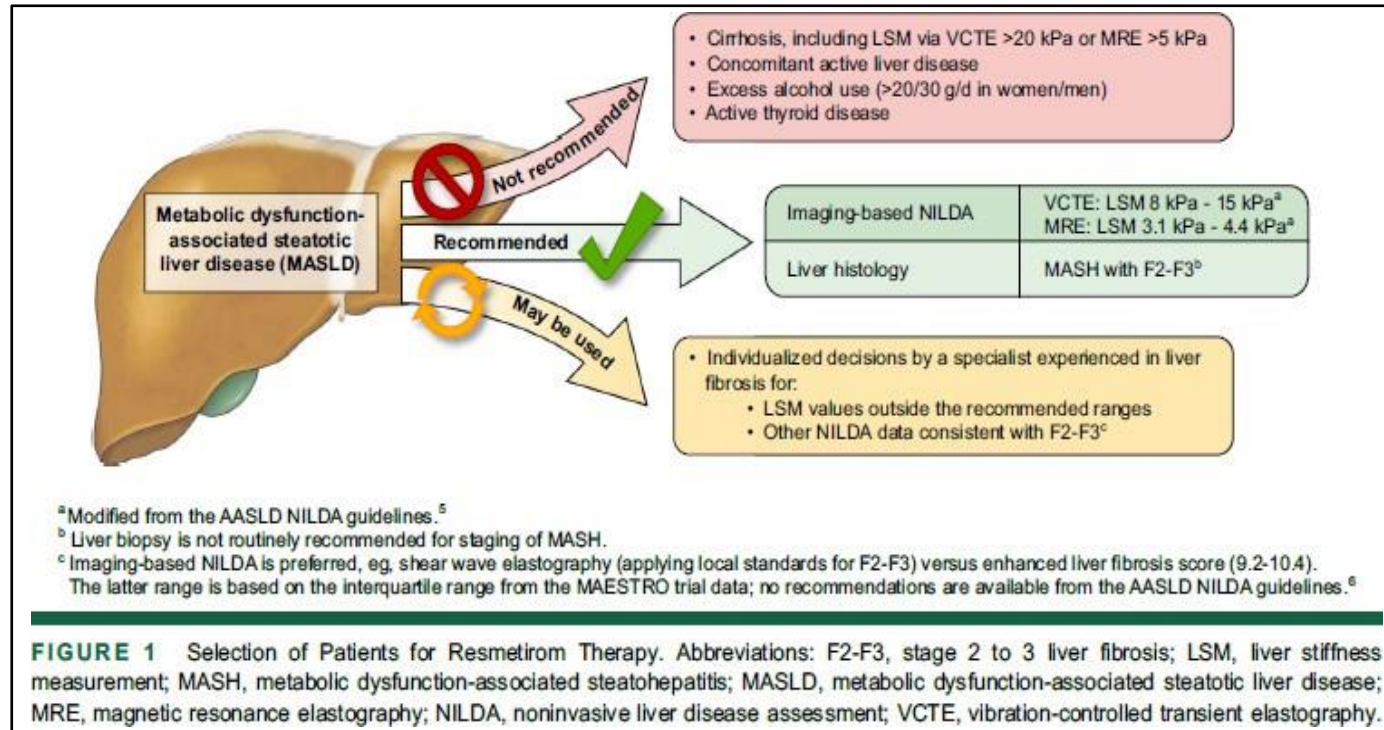 • Cirrhosis, including LSM via VCTE >20 kPa or MRE >5 kPa
• Concomitant active liver disease
• Excess alcohol use (>20/30 g/d in women/men)
• Active thyroid disease
Not recommended
Metabolic dysfunction-
associated steatotic
liver disease (MASLD)
Recommended
Imaging-based NILDA
VCTE: LSM 8 kPa - 15 kPaᵃ
MRE: LSM 3.1 kPa - 4.4 kPaᵃ
Liver histology
MASH with F2-F3ᵇ
May be used
• Individualized decisions by a specialist experienced in liver
fibrosis for:
• LSM values outside the recommended ranges
• Other NILDA data consistent with F2-F3ᶜ
ᵃ Modified from the AASLD NILDA guidelines.⁵
ᵇ Liver biopsy is not routinely recommended for staging of MASH.
ᶜ Imaging-based NILDA is preferred, eg, shear wave elastography (applying local standards for F2-F3) versus enhanced liver fibrosis score (9.2-10.4).
The latter range is based on the interquartile range from the MAESTRO trial data; no recommendations are available from the AASLD NILDA guidelines.⁶
FIGURE 1 Selection of Patients for Resmetirom Therapy. Abbreviations: F2-F3, stage 2 to 3 liver fibrosis; LSM, liver stiffness
measurement; MASH, metabolic dysfunction-associated steatohepatitis; MASLD, metabolic dysfunction-associated steatotic liver disease;
MRE, magnetic resonance elastography; NILDA, noninvasive liver disease assessment; VCTE, vibration-controlled transient elastography.